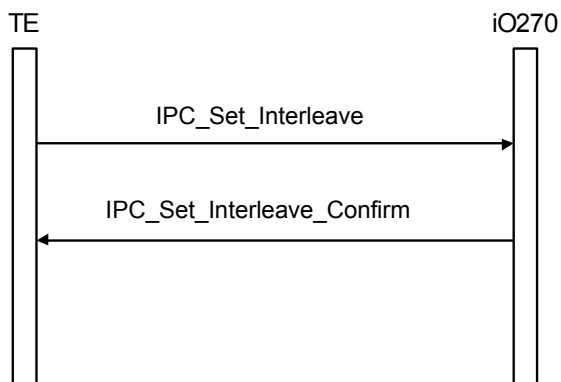 TE
iO270
IPC_Set_Interleave
IPC_Set_Interleave_Confirm